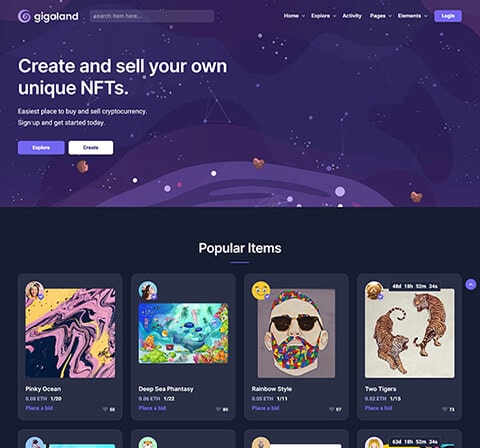 gigaland
Search item here...
Home
Explore
Activity
Pages
Elements
Login
Create and sell your own
unique NFTs.
Easiest place to buy and sell cryptocurrency.
Sign up and get started today.
Explore
Create
Popular Items
48d 18h 52m 34s
63d 18h 52m 34s
Pinky Ocean
0.08 ETH 1/20
Place a bid
50
Deep Sea Phantasy
0.06 ETH 1/22
Place a bid
80
Rainbow Style
0.05 ETH 1/11
Place a bid
97
Two Tigers
0.02 ETH 1/15
Place a bid
73